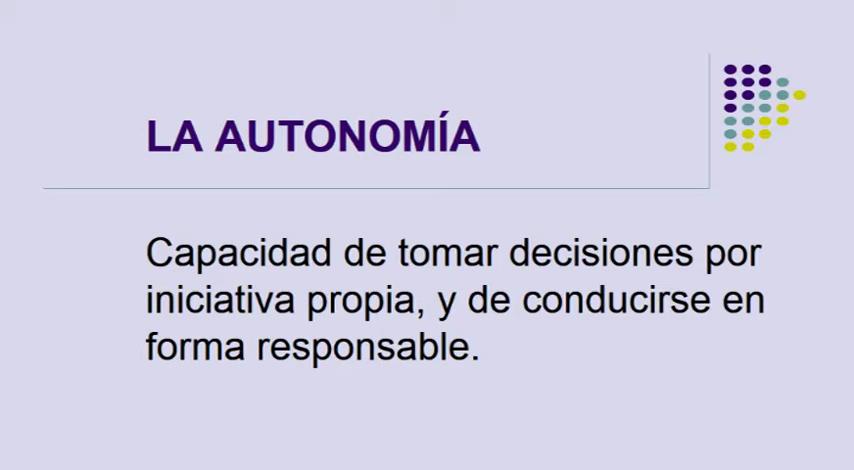 LA AUTONOMÍA
Capacidad de tomar decisiones por
iniciativa propia, y de conducirse en
forma responsable.